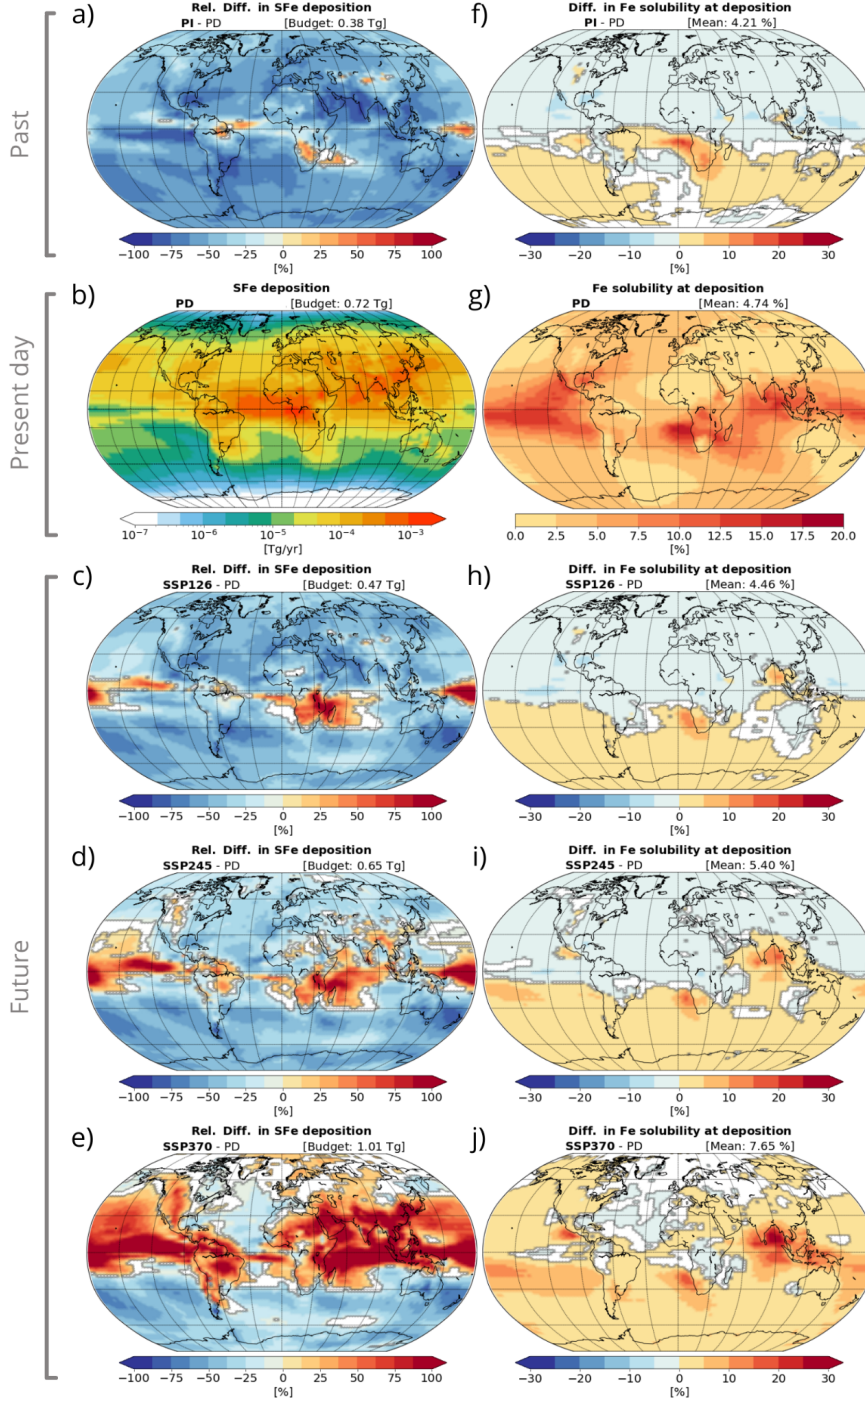 Past
a)
Rel. Diff. in SFe deposition
PI - PD [Budget: 0.38 Tg]
−100 −75 −50 −25 0 25 50 75 100
[%]
f)
Diff. in Fe solubility at deposition
PI - PD [Mean: 4.21 %]
−30 −20 −10 0 10 20 30
[%]
Present day
b)
SFe deposition
PD [Budget: 0.72 Tg]
10⁻⁷ 10⁻⁶ 10⁻⁵ 10⁻⁴ 10⁻³
[Tg/yr]
g)
Fe solubility at deposition
PD [Mean: 4.74 %]
0.0 2.5 5.0 7.5 10.0 12.5 15.0 17.5 20.0
[%]
Future
c)
Rel. Diff. in SFe deposition
SSP126 - PD [Budget: 0.47 Tg]
−100 −75 −50 −25 0 25 50 75 100
[%]
h)
Diff. in Fe solubility at deposition
SSP126 - PD [Mean: 4.46 %]
−30 −20 −10 0 10 20 30
[%]
d)
Rel. Diff. in SFe deposition
SSP245 - PD [Budget: 0.65 Tg]
−100 −75 −50 −25 0 25 50 75 100
[%]
i)
Diff. in Fe solubility at deposition
SSP245 - PD [Mean: 5.40 %]
−30 −20 −10 0 10 20 30
[%]
e)
Rel. Diff. in SFe deposition
SSP370 - PD [Budget: 1.01 Tg]
−100 −75 −50 −25 0 25 50 75 100
[%]
j)
Diff. in Fe solubility at deposition
SSP370 - PD [Mean: 7.65 %]
−30 −20 −10 0 10 20 30
[%]